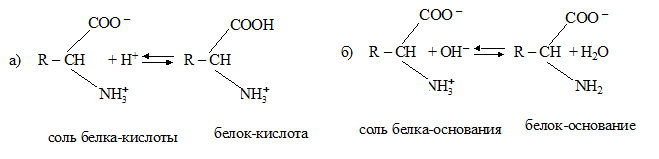 COO⁻ COOH COO⁻ COO⁻
а) R – CH + H⁺ R – CH б) R – CH + OH⁻ R – CH + H₂O
NH₃⁺ NH₃⁺ NH₃⁺ NH₂
соль белка-кислоты белок-кислота соль белка-основания белок-основание